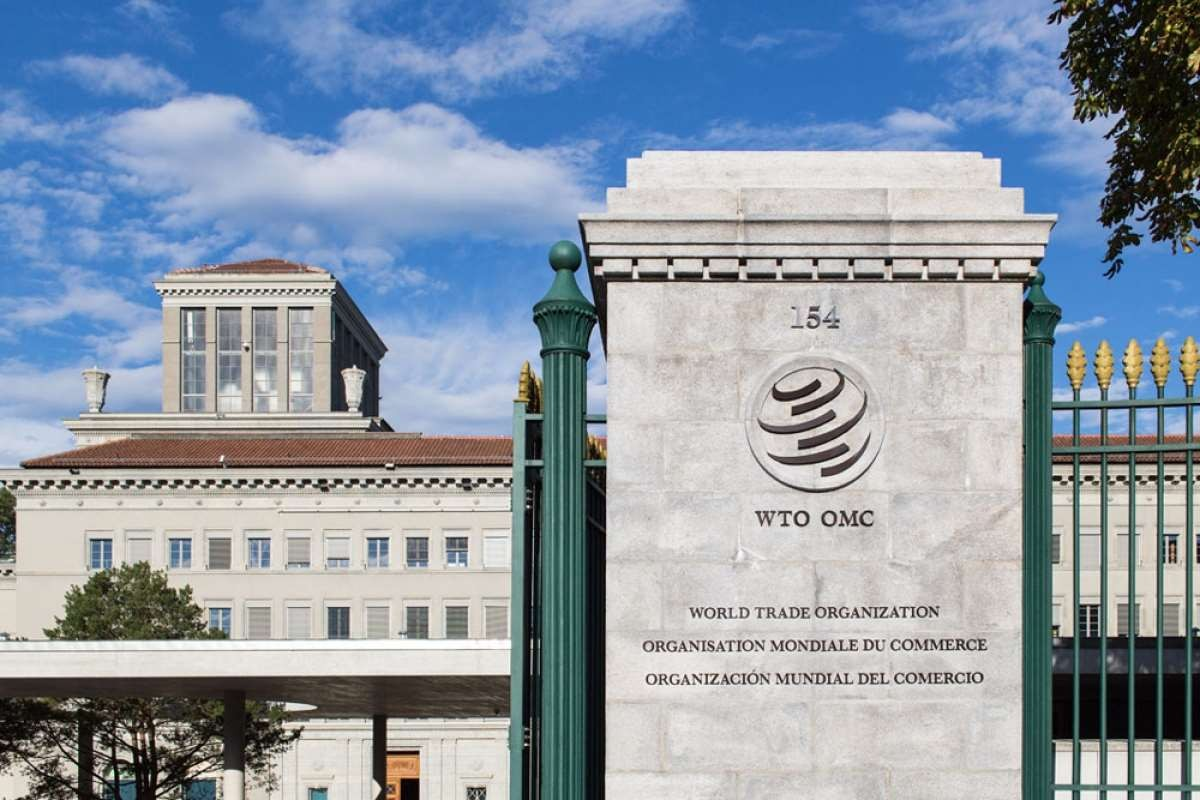 154
WTO OMC
WORLD TRADE ORGANIZATION
ORGANISATION MONDIALE DU COMMERCE
ORGANIZACIÓN MUNDIAL DEL COMERCIO